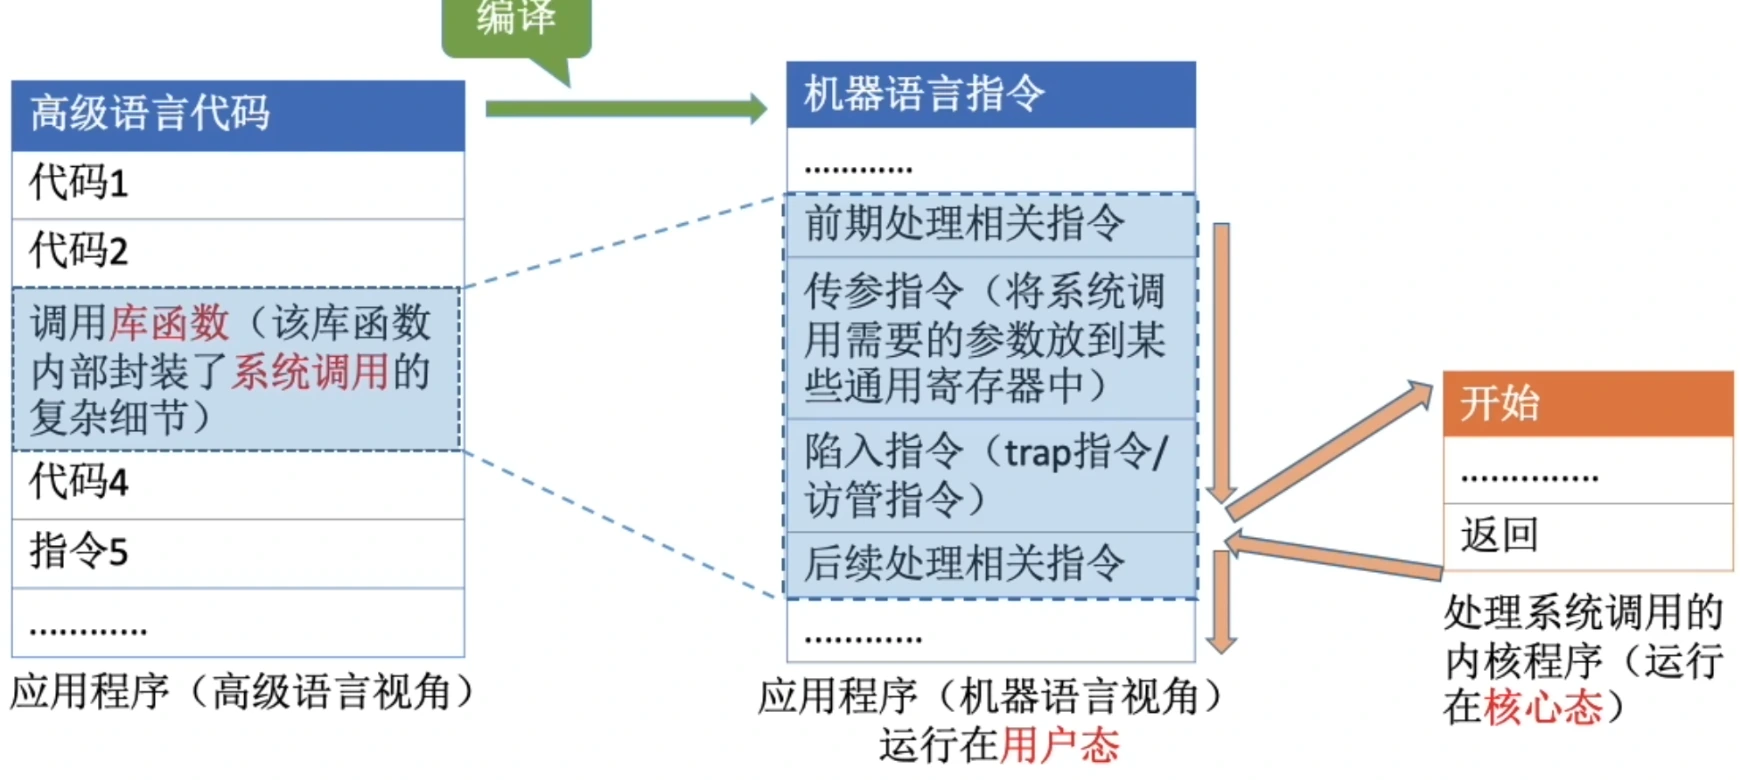 编译
高级语言代码
代码1
代码2
调用库函数（该库函数
内部封装了系统调用的
复杂细节）
代码4
指令5
…………
应用程序（高级语言视角）
机器语言指令
…………
前期处理相关指令
传参指令（将系统调
用需要的参数放到某
些通用寄存器中）
陷入指令（trap指令/
访管指令）
后续处理相关指令
…………
应用程序（机器语言视角）
运行在用户态
开始
…………..
返回
处理系统调用的
内核程序（运行
在核心态）